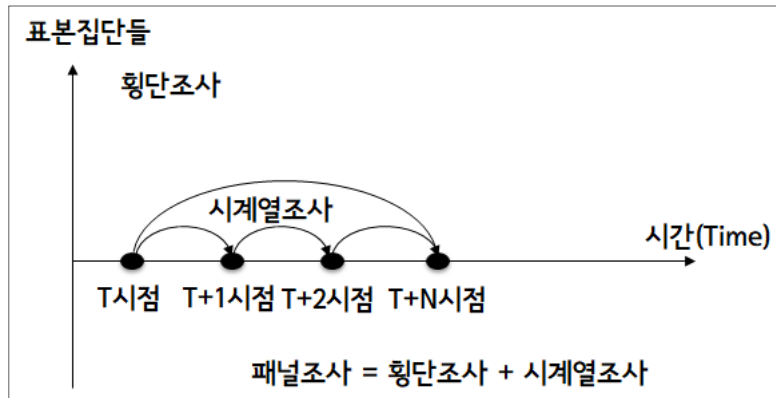 표본집단들
횡단조사
시계열조사
시간(Time)
T시점 T+1시점 T+2시점 T+N시점
패널조사 = 횡단조사 + 시계열조사